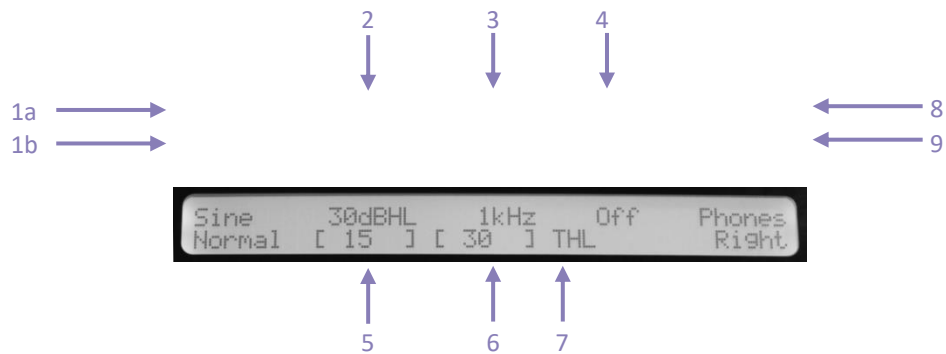 2 3 4
1a 8
1b 9
Sine 30dBHL 1kHz Off Phones
Normal [ 15 ] [ 30 ] THL Right
5 6 7